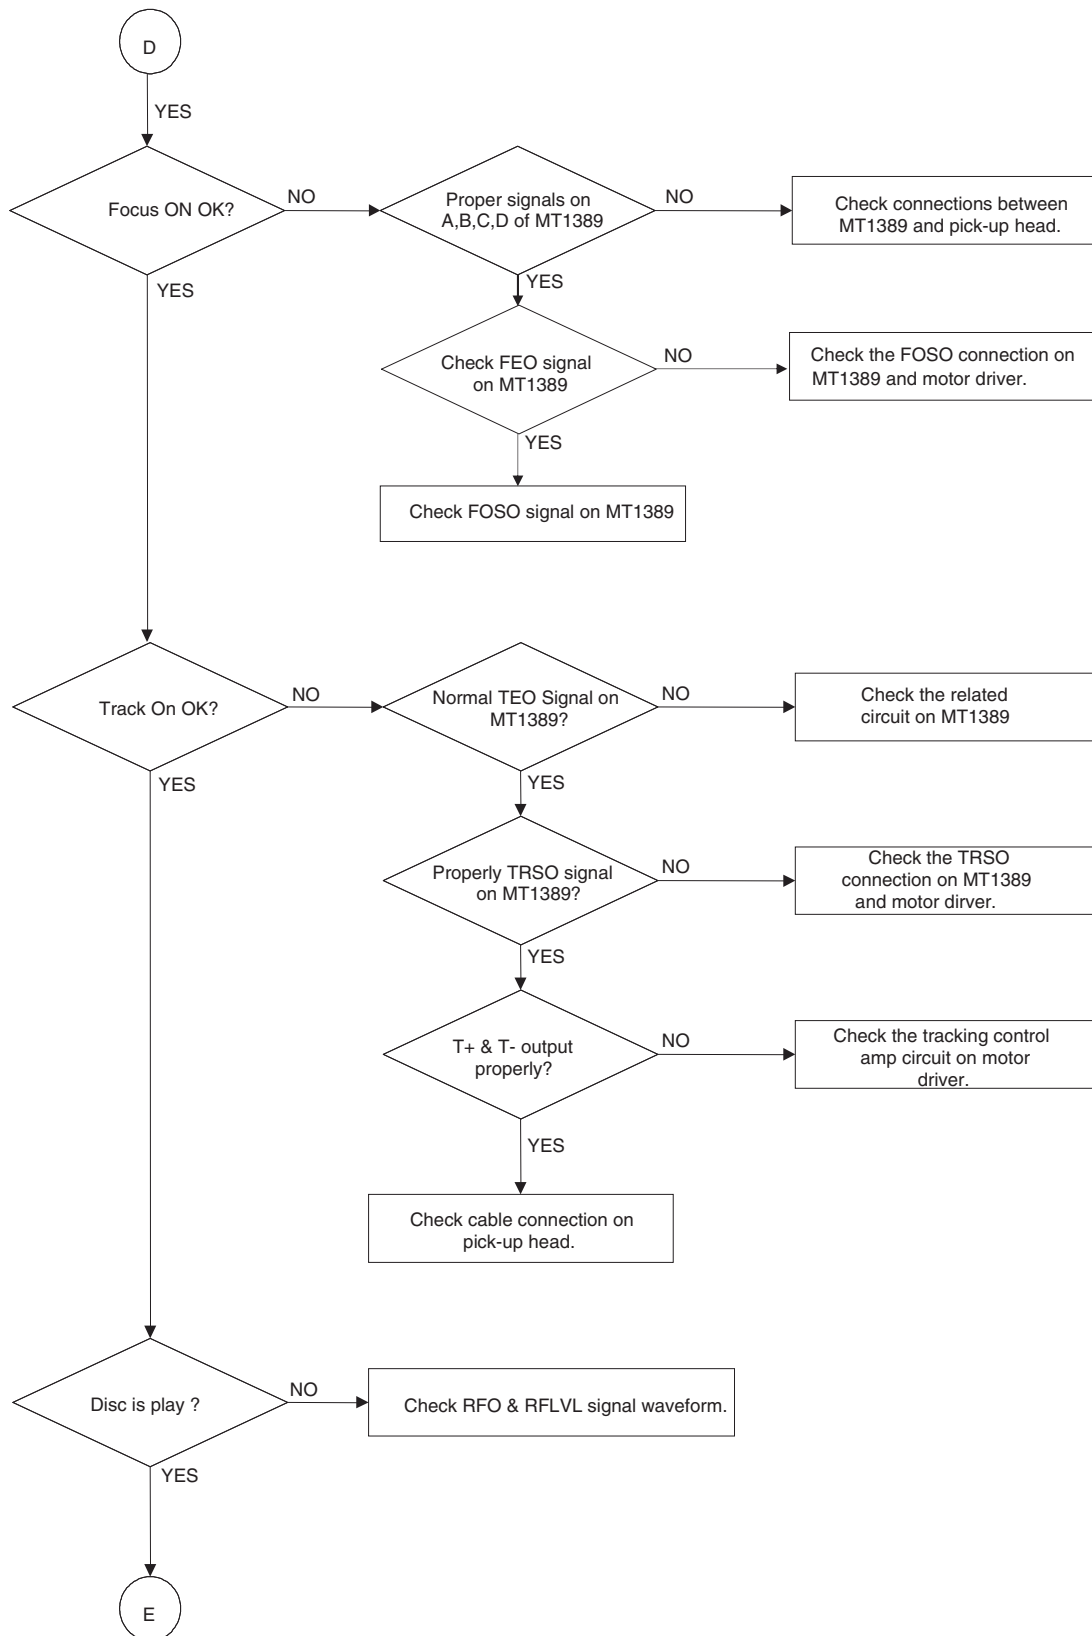 D
YES
Focus ON OK?
NO
Proper signals on
A,B,C,D of MT1389
NO
Check connections between
MT1389 and pick-up head.
YES
YES
Check FEO signal
on MT1389
NO
Check the FOSO connection on
MT1389 and motor driver.
YES
Check FOSO signal on MT1389
Track On OK?
NO
Normal TEO Signal on
MT1389?
NO
Check the related
circuit on MT1389
YES
YES
Properly TRSO signal
on MT1389?
NO
Check the TRSO
connection on MT1389
and motor dirver.
YES
T+ & T- output
properly?
NO
Check the tracking control
amp circuit on motor
driver.
YES
Check cable connection on
pick-up head.
Disc is play ?
NO
Check RFO & RFLVL signal waveform.
YES
E